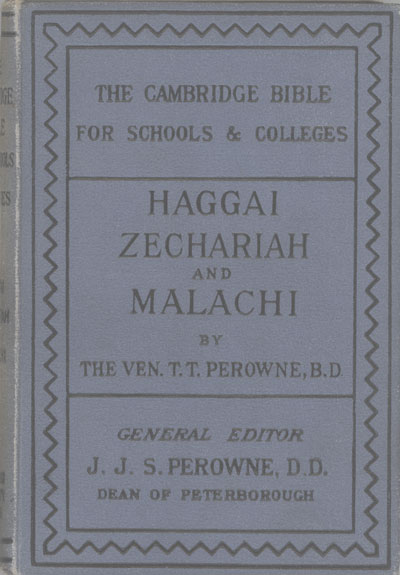 THE CAMBRIDGE BIBLE
FOR SCHOOLS & COLLEGES
HAGGAI
ZECHARIAH
AND
MALACHI
BY
THE VEN. T. T. PEROWNE, B.D.
GENERAL EDITOR
J. J. S. PEROWNE, D.D.
DEAN OF PETERBOROUGH